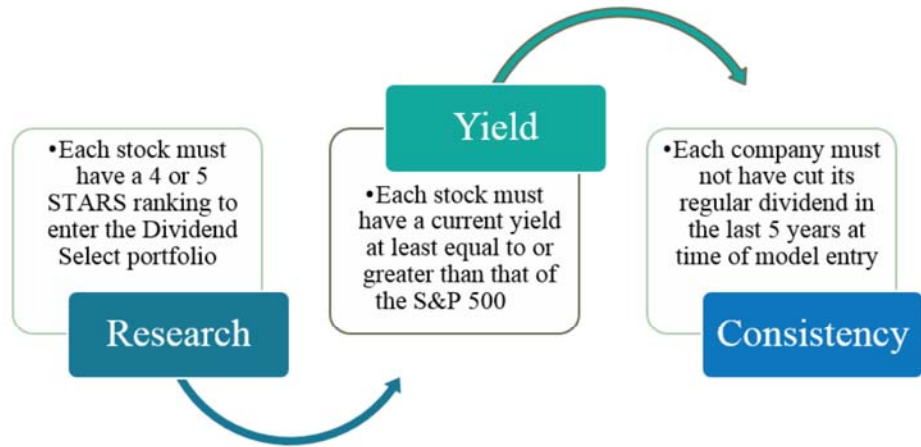 •Each stock must
have a 4 or 5
STARS ranking to
enter the Dividend
Select portfolio
Research
Yield
•Each stock must
have a current yield
at least equal to or
greater than that of
the S&P 500
•Each company must
not have cut its
regular dividend in
the last 5 years at
time of model entry
Consistency